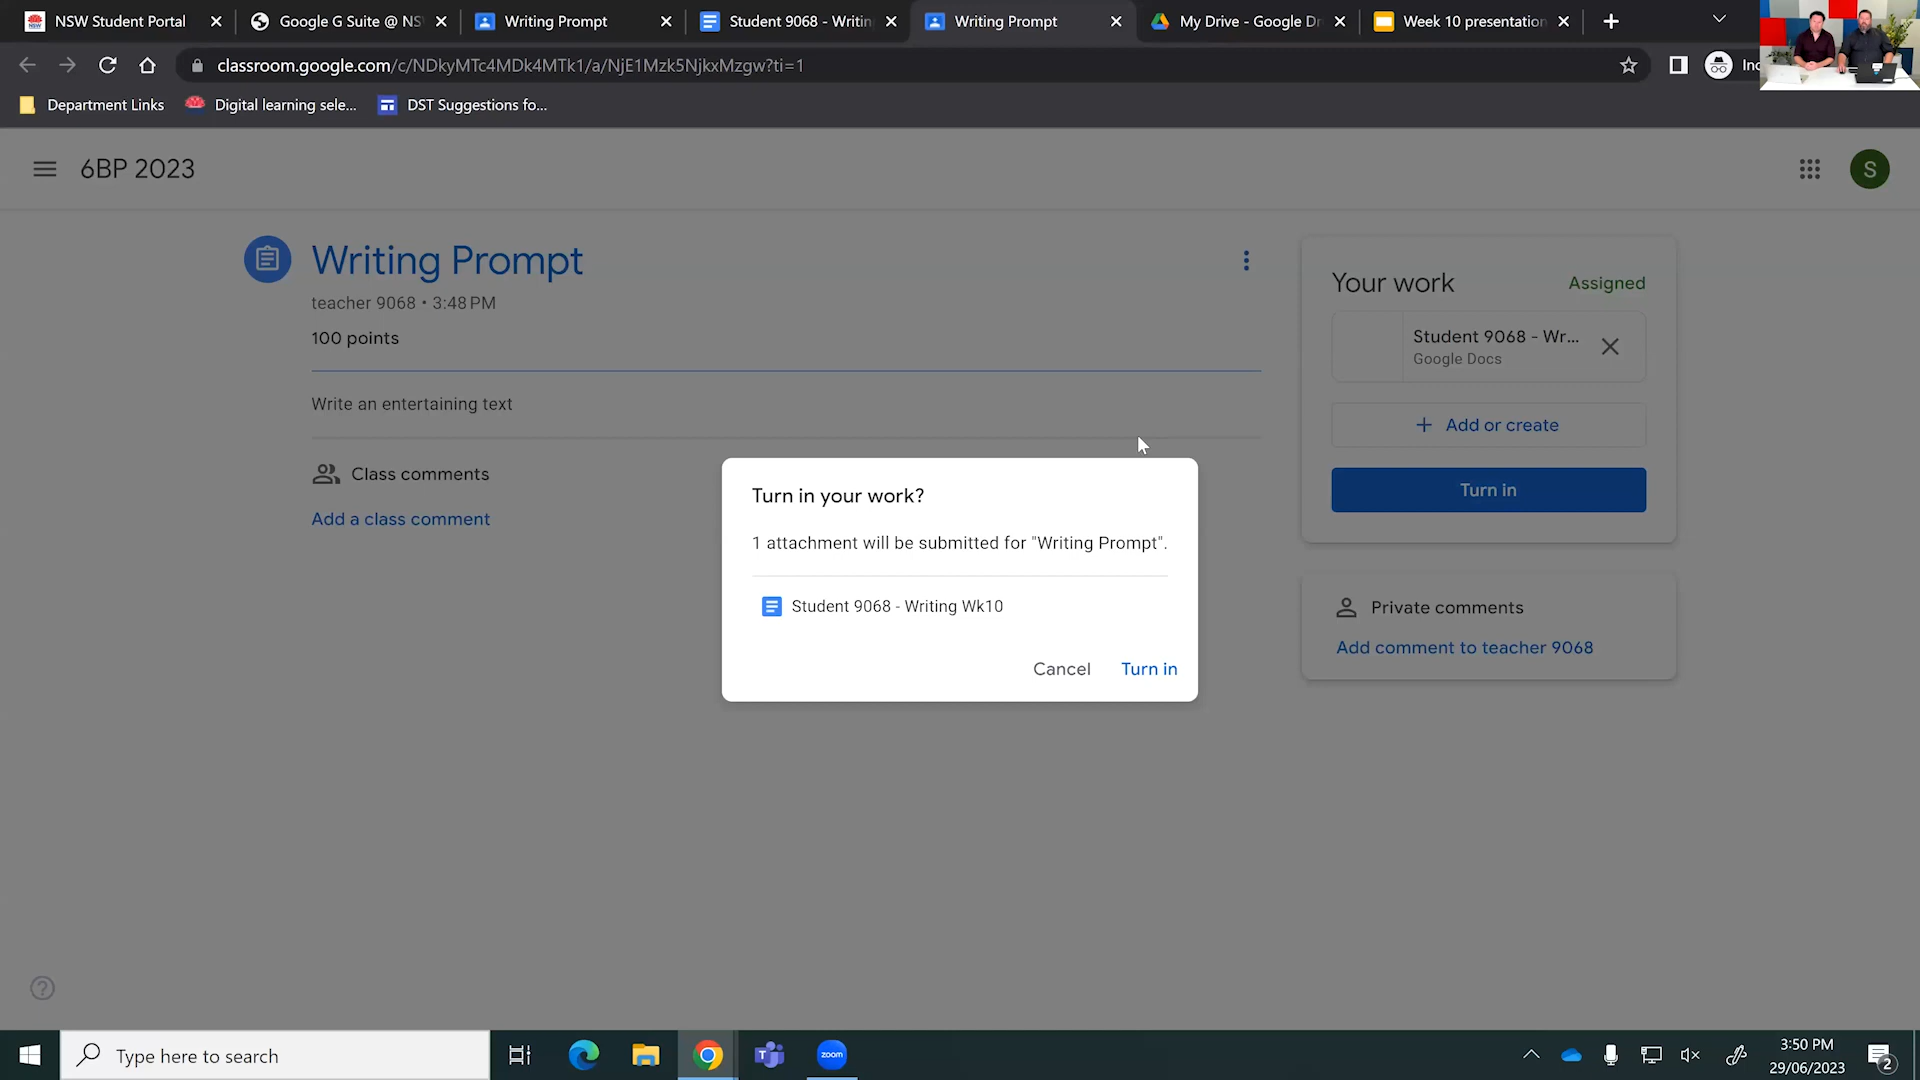 NSW Student Portal
Google G Suite @ NS
Writing Prompt
Student 9068 - Writin
Writing Prompt
My Drive - Google Dr
Week 10 presentation
classroom.google.com/c/NDkyMTc4MDk4MTk1/a/NjE1Mzk5NjkxMzgw?ti=1
Inc
Department Links
Digital learning sele...
DST Suggestions fo...
6BP 2023
S
Writing Prompt
teacher 9068 • 3:48 PM
100 points
Write an entertaining text
Class comments
Add a class comment
Your work
Assigned
Student 9068 - Wr...
Google Docs
+ Add or create
Turn in
Private comments
Add comment to teacher 9068
Turn in your work?
1 attachment will be submitted for "Writing Prompt".
Student 9068 - Writing Wk10
Cancel
Turn in
Type here to search
zoom
3:50 PM
29/06/2023
2